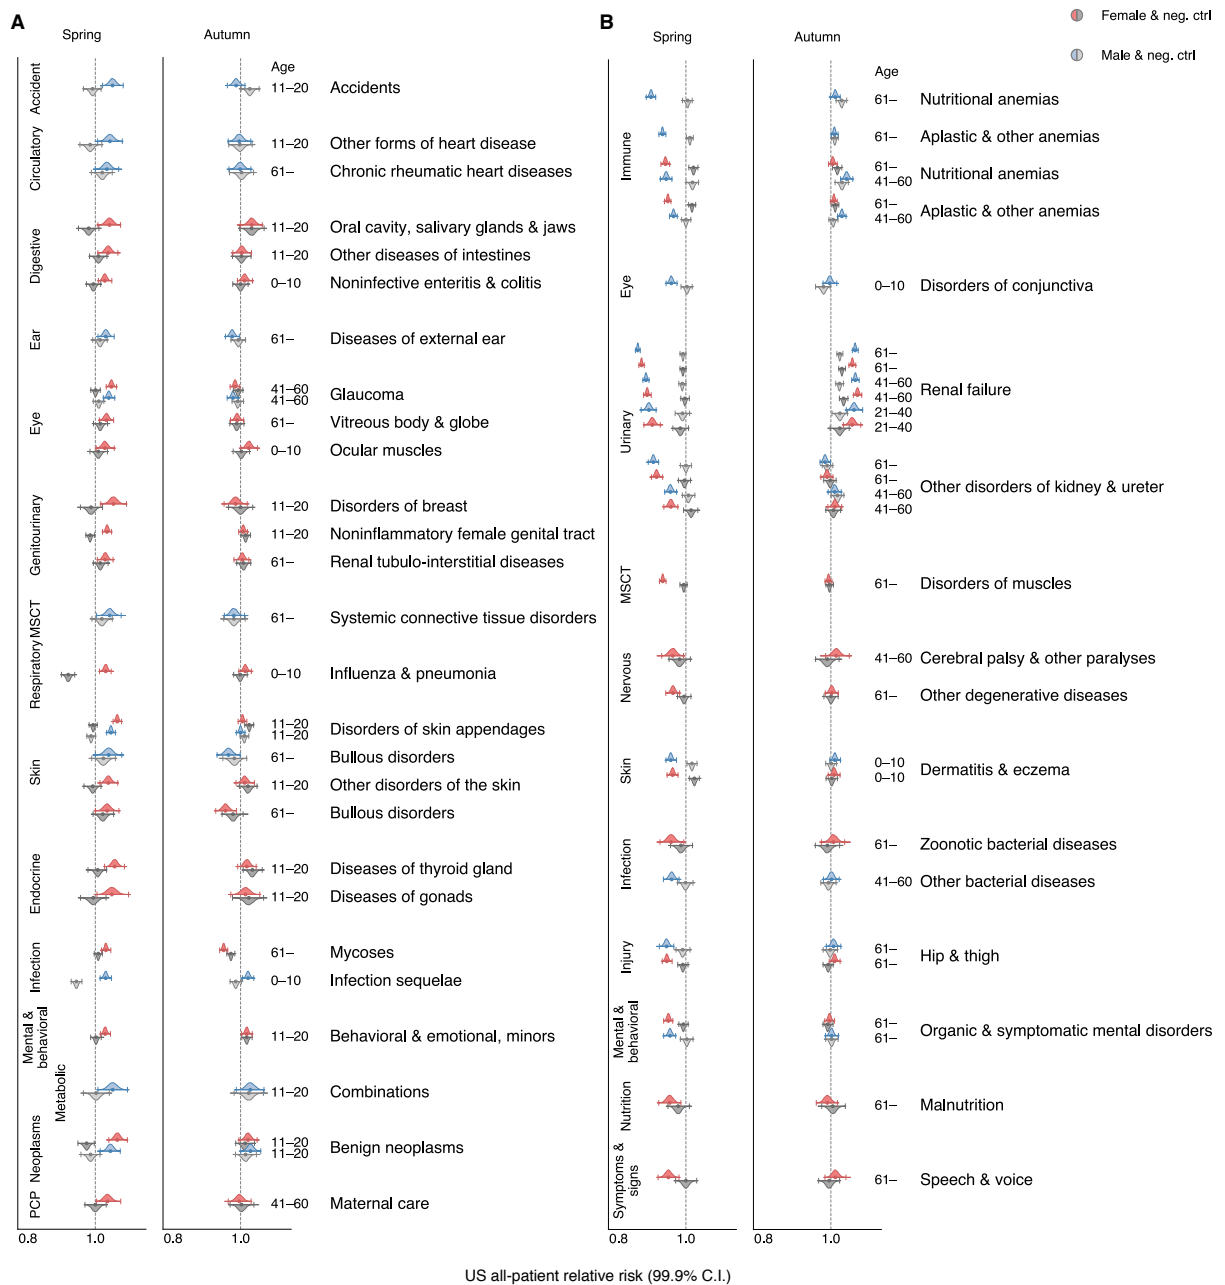 A
Spring
Autumn
Age
Accident
11–20
Accidents
Circulatory
11–20
Other forms of heart disease
61–
Chronic rheumatic heart diseases
Digestive
11–20
Oral cavity, salivary glands & jaws
11–20
Other diseases of intestines
0–10
Noninfective enteritis & colitis
Ear
61–
Diseases of external ear
Eye
41–60
41–60
Glaucoma
61–
Vitreous body & globe
0–10
Ocular muscles
Genitourinary
11–20
Disorders of breast
11–20
Noninflammatory female genital tract
61–
Renal tubulo-interstitial diseases
MSCT
61–
Systemic connective tissue disorders
Respiratory
0–10
Influenza & pneumonia
Skin
11–20
11–20
Disorders of skin appendages
61–
Bullous disorders
11–20
Other disorders of the skin
61–
Bullous disorders
Endocrine
11–20
Diseases of thyroid gland
11–20
Diseases of gonads
Infection
61–
Mycoses
0–10
Infection sequelae
Mental &
behavioral
11–20
Behavioral & emotional, minors
Metabolic
11–20
Combinations
Neoplasms
11–20
11–20
Benign neoplasms
PCP
41–60
Maternal care
0.8
1.0
0.8
1.0
B
Female & neg. ctrl
Male & neg. ctrl
Spring
Autumn
Age
Immune
61–
Nutritional anemias
61–
Aplastic & other anemias
61–
41–60
Nutritional anemias
61–
41–60
Aplastic & other anemias
Eye
0–10
Disorders of conjunctiva
Urinary
61–
61–
41–60
41–60
21–40
21–40
Renal failure
61–
61–
41–60
41–60
Other disorders of kidney & ureter
MSCT
61–
Disorders of muscles
Nervous
41–60
Cerebral palsy & other paralyses
61–
Other degenerative diseases
Skin
0–10
0–10
Dermatitis & eczema
Infection
61–
Zoonotic bacterial diseases
41–60
Other bacterial diseases
Injury
61–
61–
Hip & thigh
Mental &
behavioral
61–
61–
Organic & symptomatic mental disorders
Nutrition
61–
Malnutrition
Symptoms &
signs
61–
Speech & voice
0.8
1.0
0.8
1.0
US all-patient relative risk (99.9% C.I.)